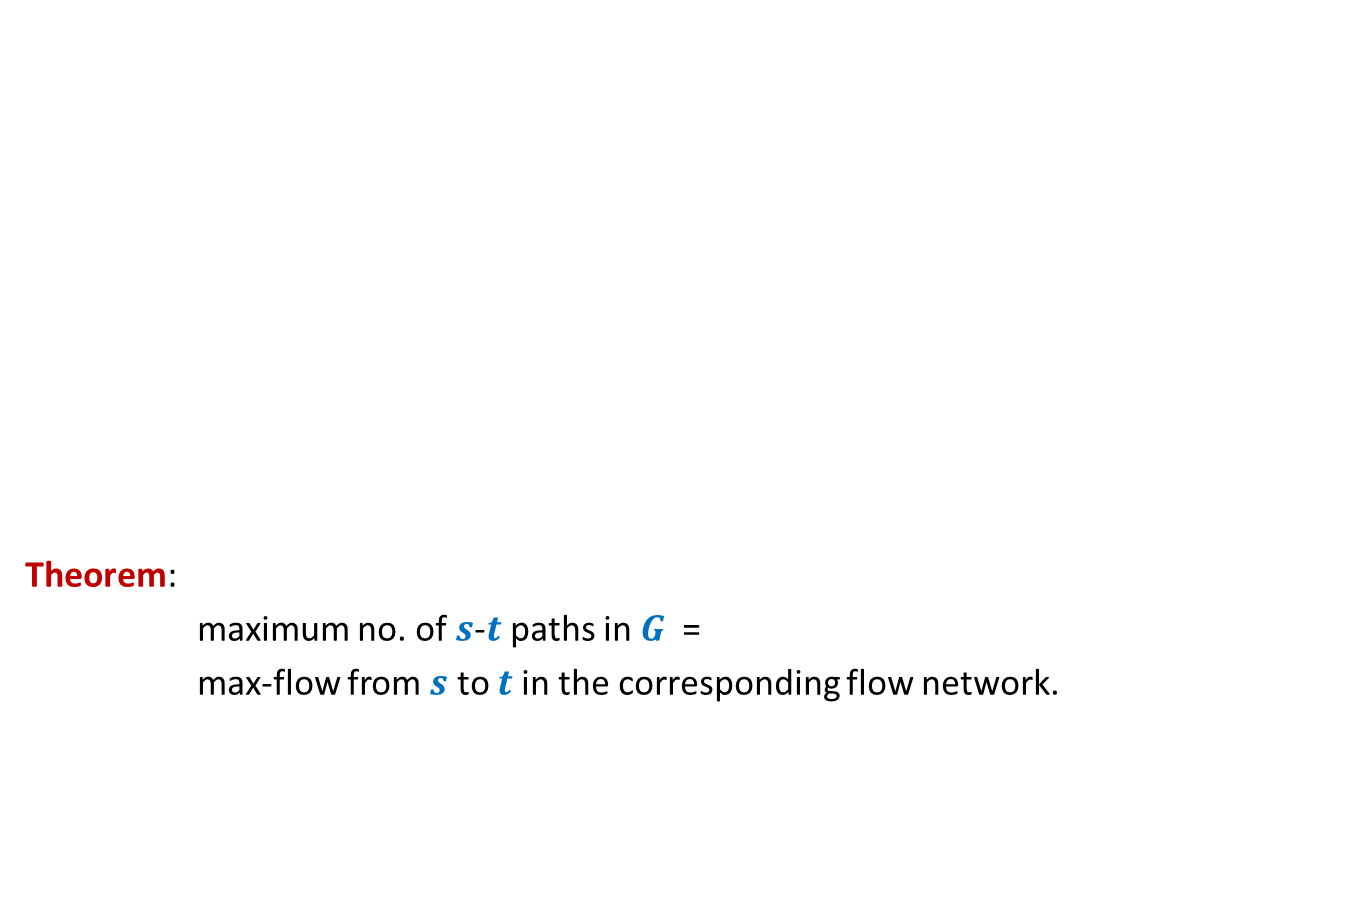 Theorem:
maximum no. of s-t paths in G =
max-flow from s to t in the corresponding flow network.